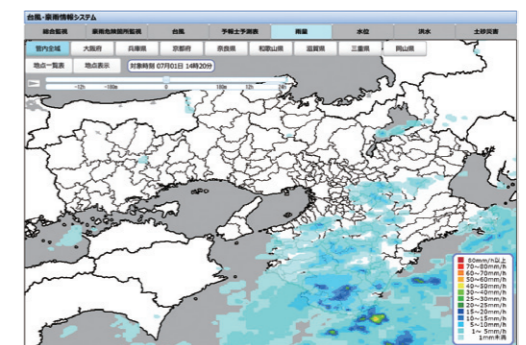 台風・豪雨情報システム
総合監視 豪雨危険箇所監視 台風 予報士予測表 雨量 水位 洪水 土砂災害
管内全域 大阪府 兵庫県 京都府 奈良県 和歌山県 滋賀県 三重県 岡山県
地点一覧表 地点表示 対象時刻 07月01日 14時20分
-12h -100m 0 100m 12h 24h
80mm/h以上
70~80mm/h
60~70mm/h
50~60mm/h
40~50mm/h
30~40mm/h
25~30mm/h
20~25mm/h
15~20mm/h
10~15mm/h
5~10mm/h
1~ 5mm/h
1mm未満